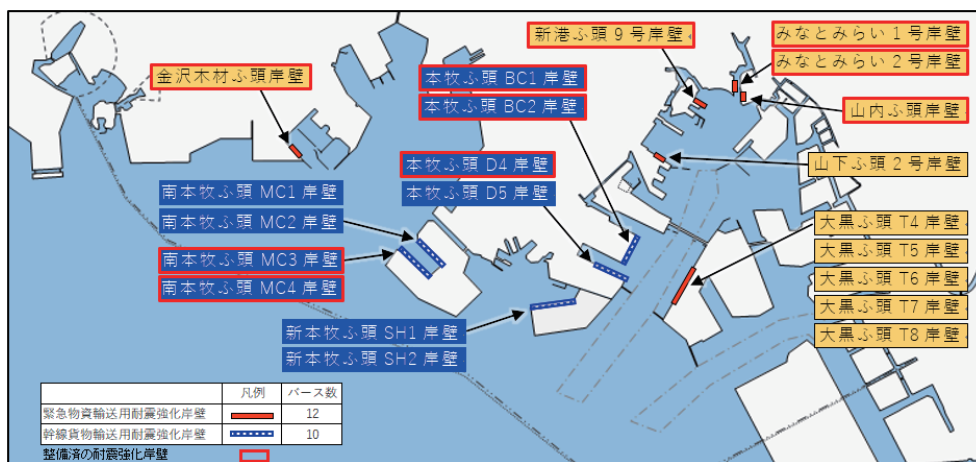 新港ふ頭9号岸壁
みなとみらい1号岸壁
みなとみらい2号岸壁
金沢木材ふ頭岸壁
本牧ふ頭 BC1 岸壁
本牧ふ頭 BC2 岸壁
山内ふ頭岸壁
本牧ふ頭 D4 岸壁
本牧ふ頭 D5 岸壁
山下ふ頭2号岸壁
南本牧ふ頭 MC1 岸壁
南本牧ふ頭 MC2 岸壁
南本牧ふ頭 MC3 岸壁
南本牧ふ頭 MC4 岸壁
大黒ふ頭 T4 岸壁
大黒ふ頭 T5 岸壁
大黒ふ頭 T6 岸壁
大黒ふ頭 T7 岸壁
大黒ふ頭 T8 岸壁
新本牧ふ頭 SH1 岸壁
新本牧ふ頭 SH2 岸壁
凡例 バース数
緊急物資輸送用耐震強化岸壁 12
幹線貨物輸送用耐震強化岸壁 10
整備済の耐震強化岸壁